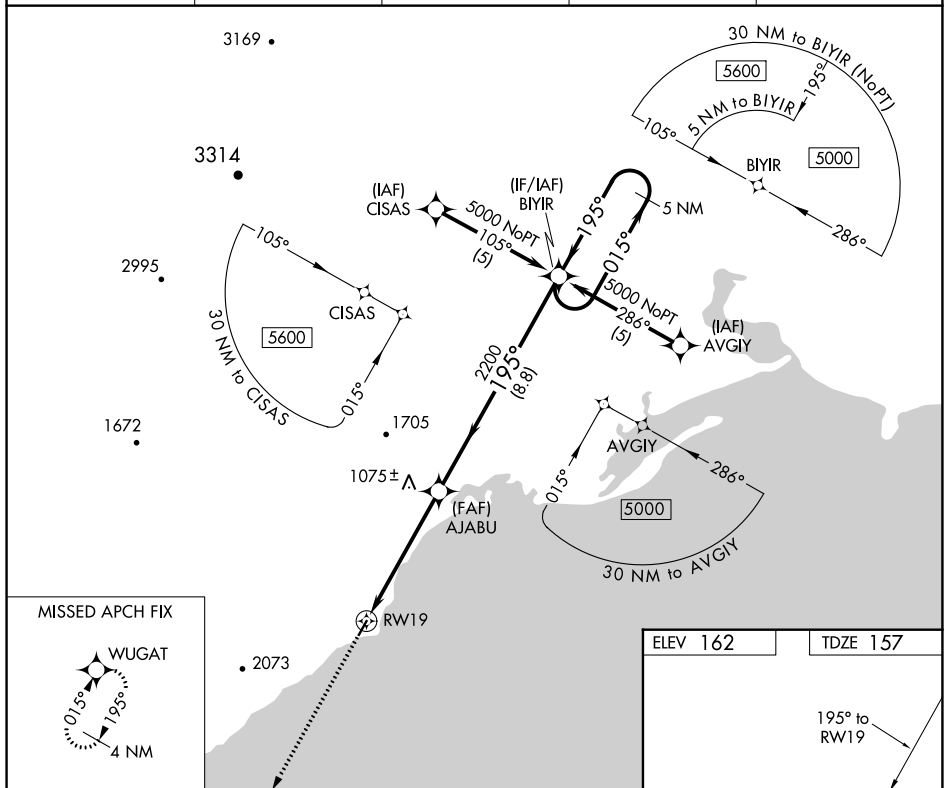 3169
30 NM to BIYIR (NoPT)
5600
195°
5 NM to BIYIR
105°
5000
BIYIR
286°
3314
(IAF)
CISAS
5000 NoPT
105°
(5)
(IF/IAF)
BIYIR
195°
015°
5 NM
2995
105°
CISAS
5600
30 NM to CISAS
015°
5000 NoPT
286°
(5)
(IAF)
AVGIY
2200
195°
(8.8)
1672
1705
1075±
(FAF)
AJABU
AVGIY
015°
286°
5000
30 NM to AVGIY
MISSED APCH FIX
WUGAT
015°
195°
4 NM
RW19
2073
ELEV 162
TDZE 157
195° to
RW19